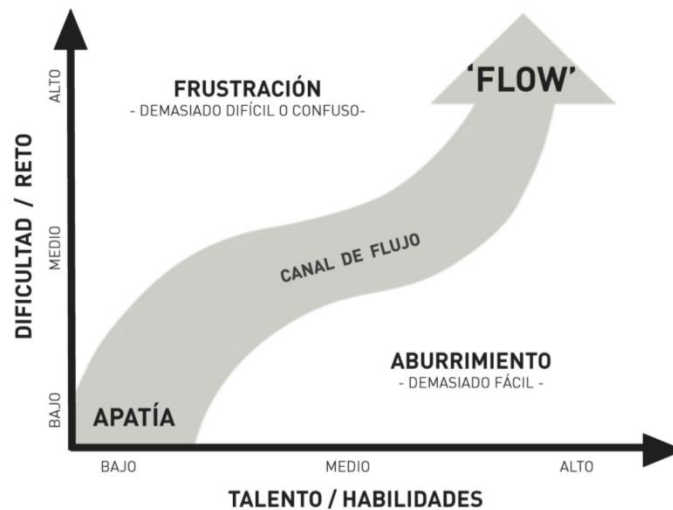 ‘FLOW’
FRUSTRACIÓN
- DEMASIADO DIFÍCIL O CONFUSO-
ALTO
MEDIO
BAJO
DIFICULTAD / RETO
CANAL DE FLUJO
ABURRIMIENTO
- DEMASIADO FÁCIL -
APATÍA
BAJO
MEDIO
ALTO
TALENTO / HABILIDADES